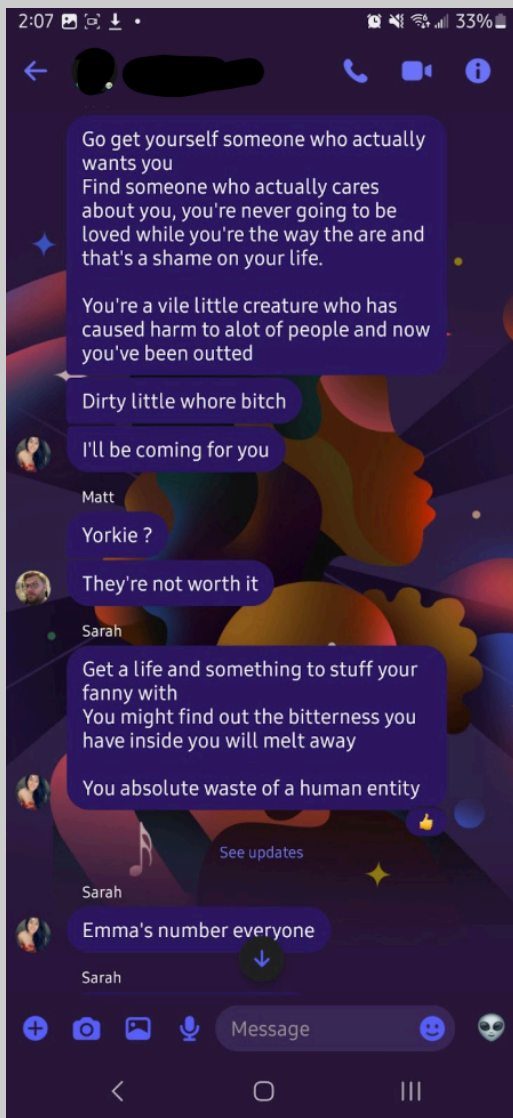 2:07 33%
Go get yourself someone who actually
wants you
Find someone who actually cares
about you, you're never going to be
loved while you're the way the are and
that's a shame on your life.
You're a vile little creature who has
caused harm to alot of people and now
you've been outted
Dirty little whore bitch
I'll be coming for you
Matt
Yorkie ?
They're not worth it
Sarah
Get a life and something to stuff your
fanny with
You might find out the bitterness you
have inside you will melt away
You absolute waste of a human entity
See updates
Sarah
Emma's number everyone
Sarah
Message